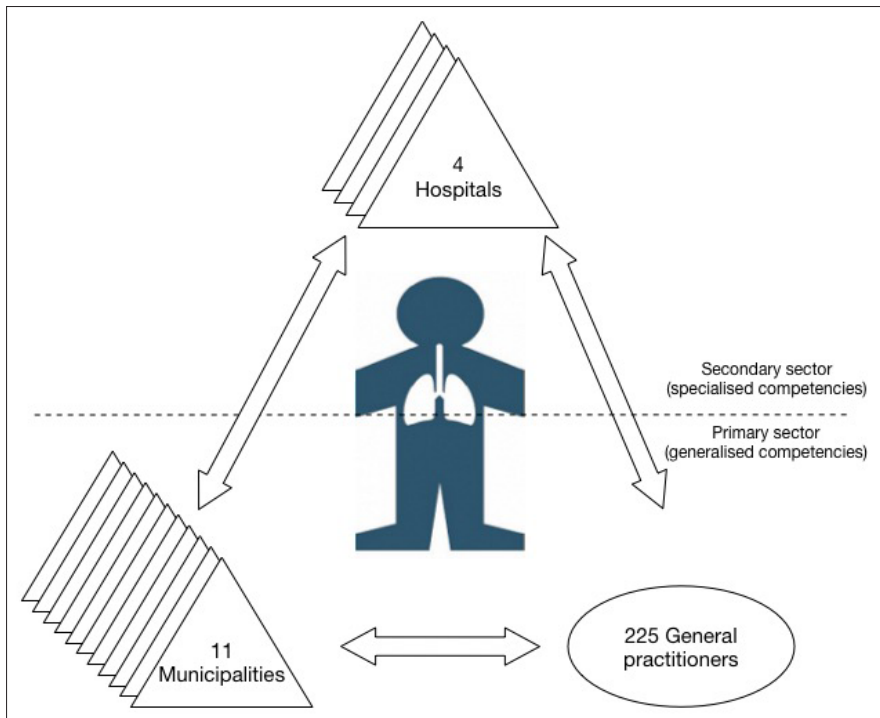 4
Hospitals
Secondary sector
(specialised competencies)
Primary sector
(generalised competencies)
11
Municipalities
225 General
practitioners